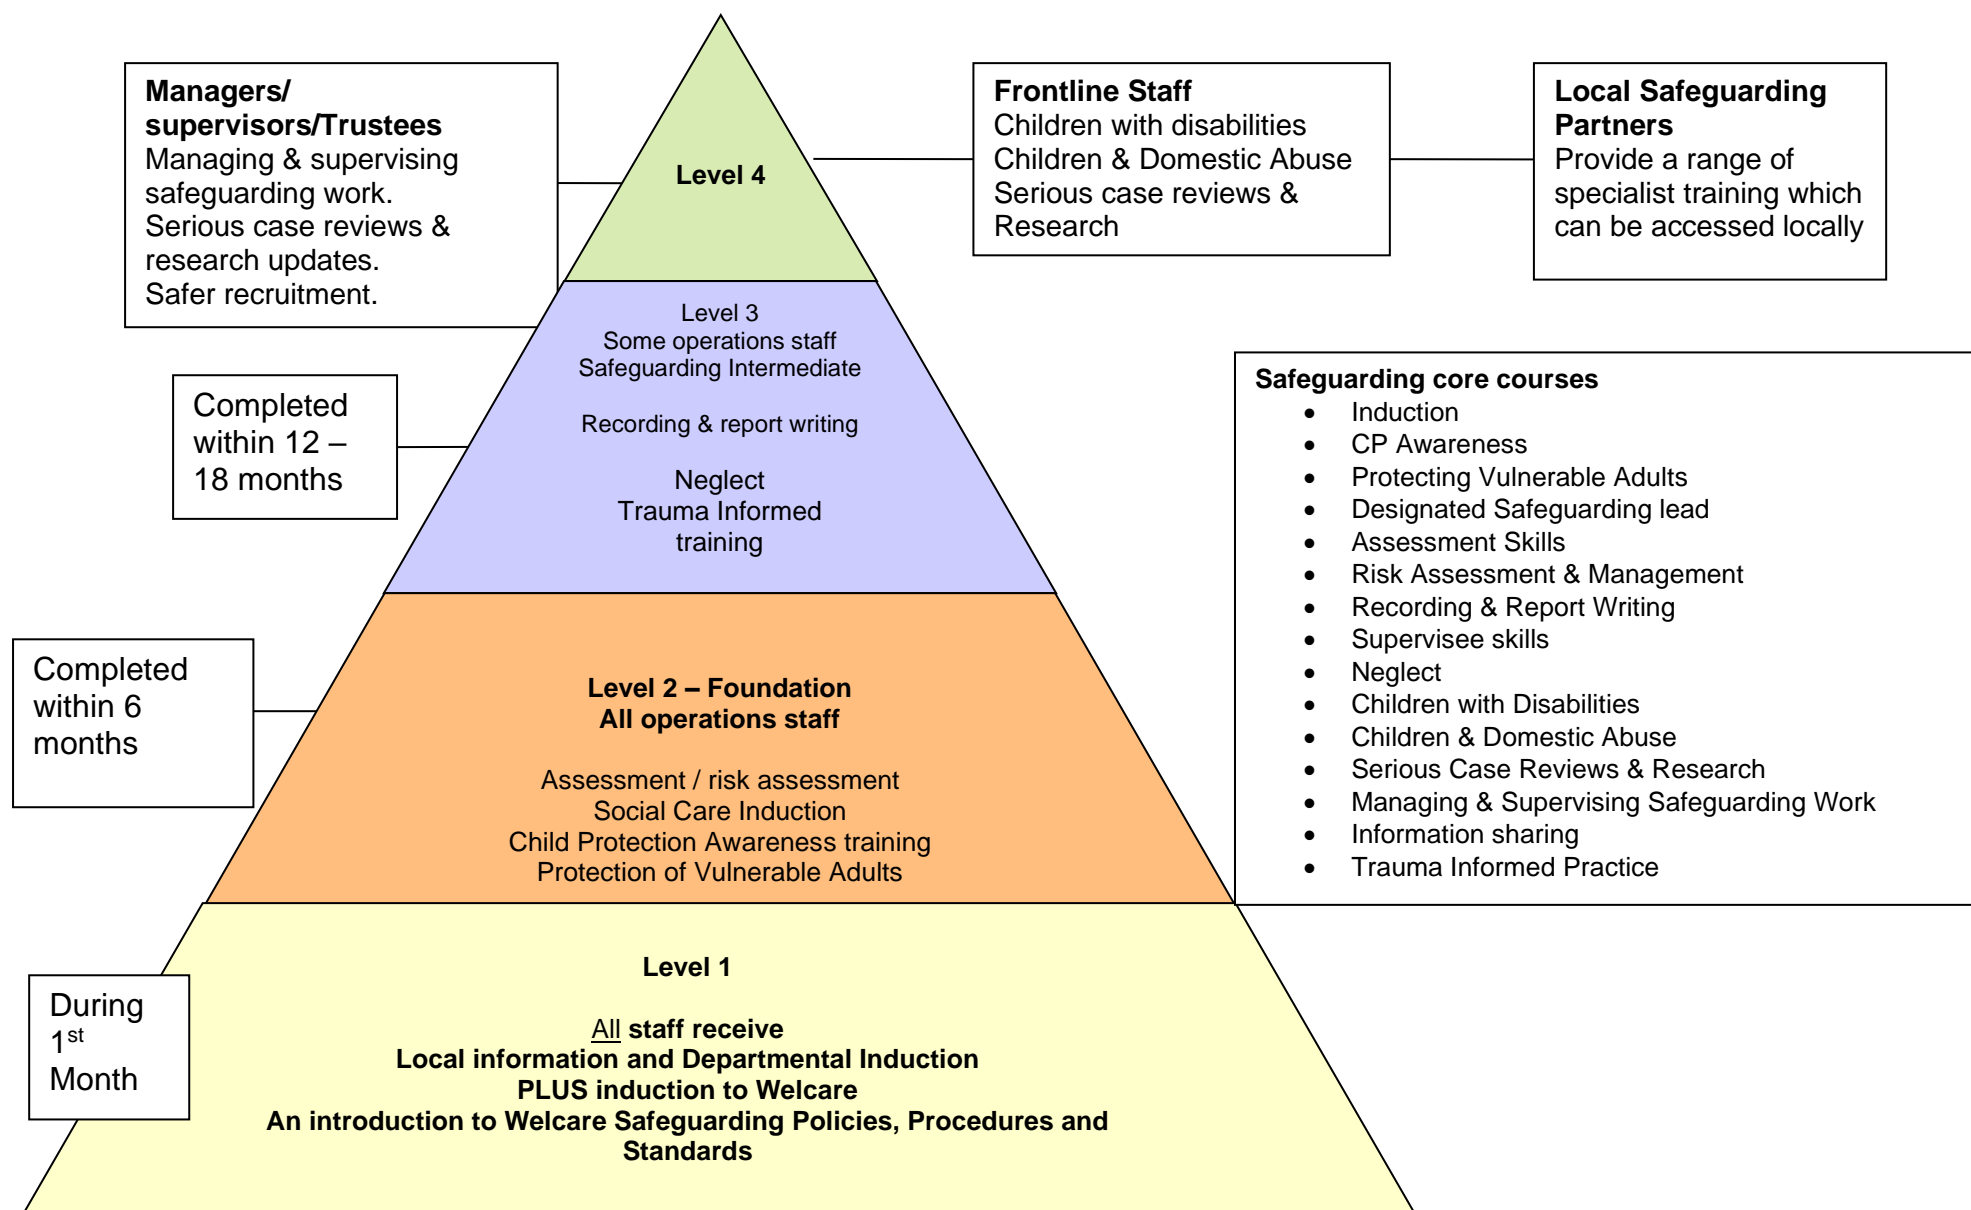 Managers/
supervisors/Trustees
Managing & supervising
safeguarding work.
Serious case reviews &
research updates.
Safer recruitment.
Level 4
Frontline Staff
Children with disabilities
Children & Domestic Abuse
Serious case reviews &
Research
Local Safeguarding
Partners
Provide a range of
specialist training which
can be accessed locally
Level 3
Some operations staff
Safeguarding Intermediate
Recording & report writing
Neglect
Trauma Informed
training
Completed
within 12 –
18 months
Safeguarding core courses
• Induction
• CP Awareness
• Protecting Vulnerable Adults
• Designated Safeguarding lead
• Assessment Skills
• Risk Assessment & Management
• Recording & Report Writing
• Supervisee skills
• Neglect
• Children with Disabilities
• Children & Domestic Abuse
• Serious Case Reviews & Research
• Managing & Supervising Safeguarding Work
• Information sharing
• Trauma Informed Practice
Completed
within 6
months
Level 2 – Foundation
All operations staff
Assessment / risk assessment
Social Care Induction
Child Protection Awareness training
Protection of Vulnerable Adults
During
1st
Month
Level 1
All staff receive
Local information and Departmental Induction
PLUS induction to Welcare
An introduction to Welcare Safeguarding Policies, Procedures and
Standards